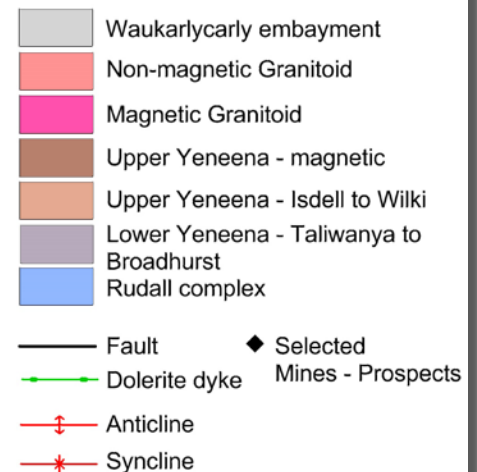 Waukarlycarly embayment
Non-magnetic Granitoid
Magnetic Granitoid
Upper Yeneena - magnetic
Upper Yeneena - Isdell to Wilki
Lower Yeneena - Taliwanya to
Broadhurst
Rudall complex
Fault
Selected
Mines - Prospects
Dolerite dyke
Anticline
Syncline